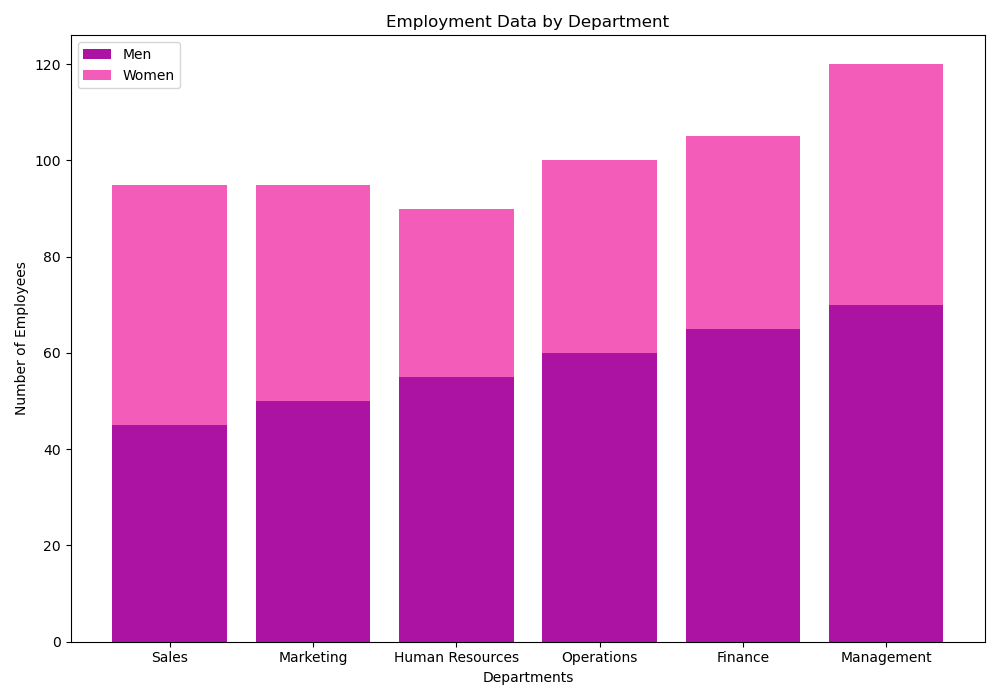 Employment Data by Department
Men
Women
Number of Employees
120
100
80
60
40
20
0
Sales Marketing Human Resources Operations Finance Management
Departments